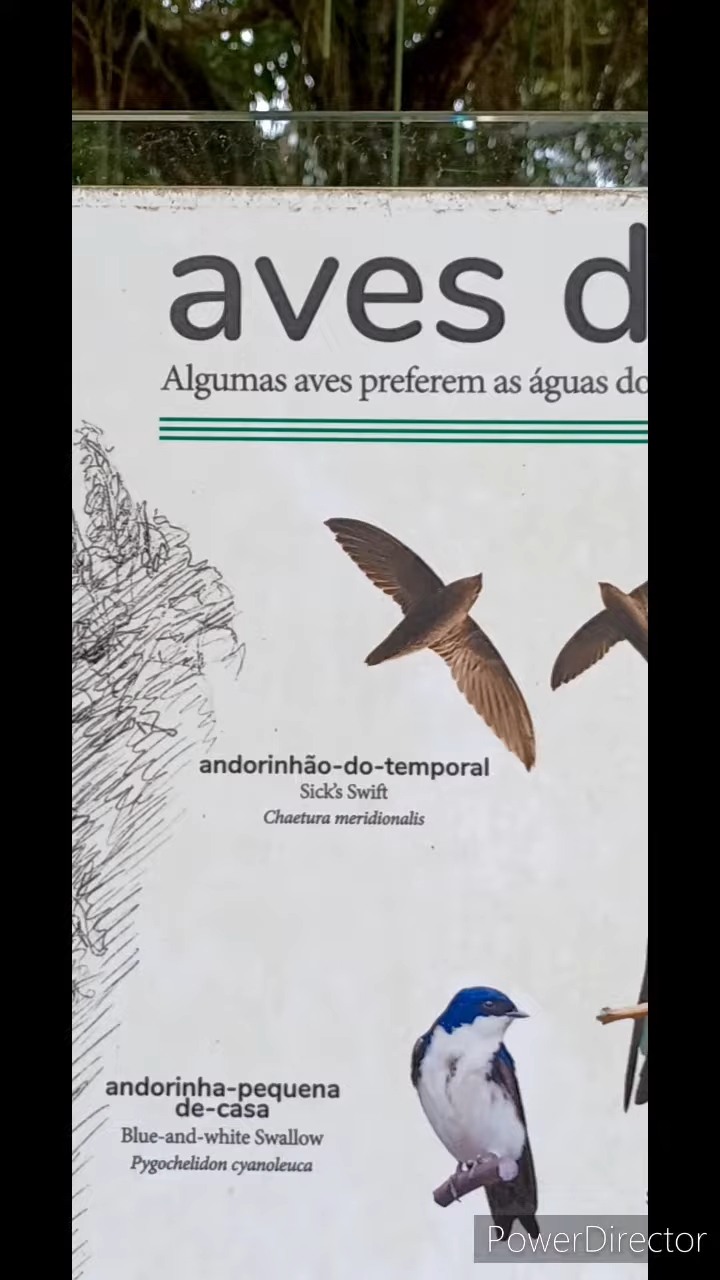 aves d
Algumas aves preferem as águas do
andorinhão-do-temporal
Sick's Swift
Chaetura meridionalis
andorinha-pequena
de-casa
Blue-and-white Swallow
Pygochelidon cyanoleuca
PowerDirector